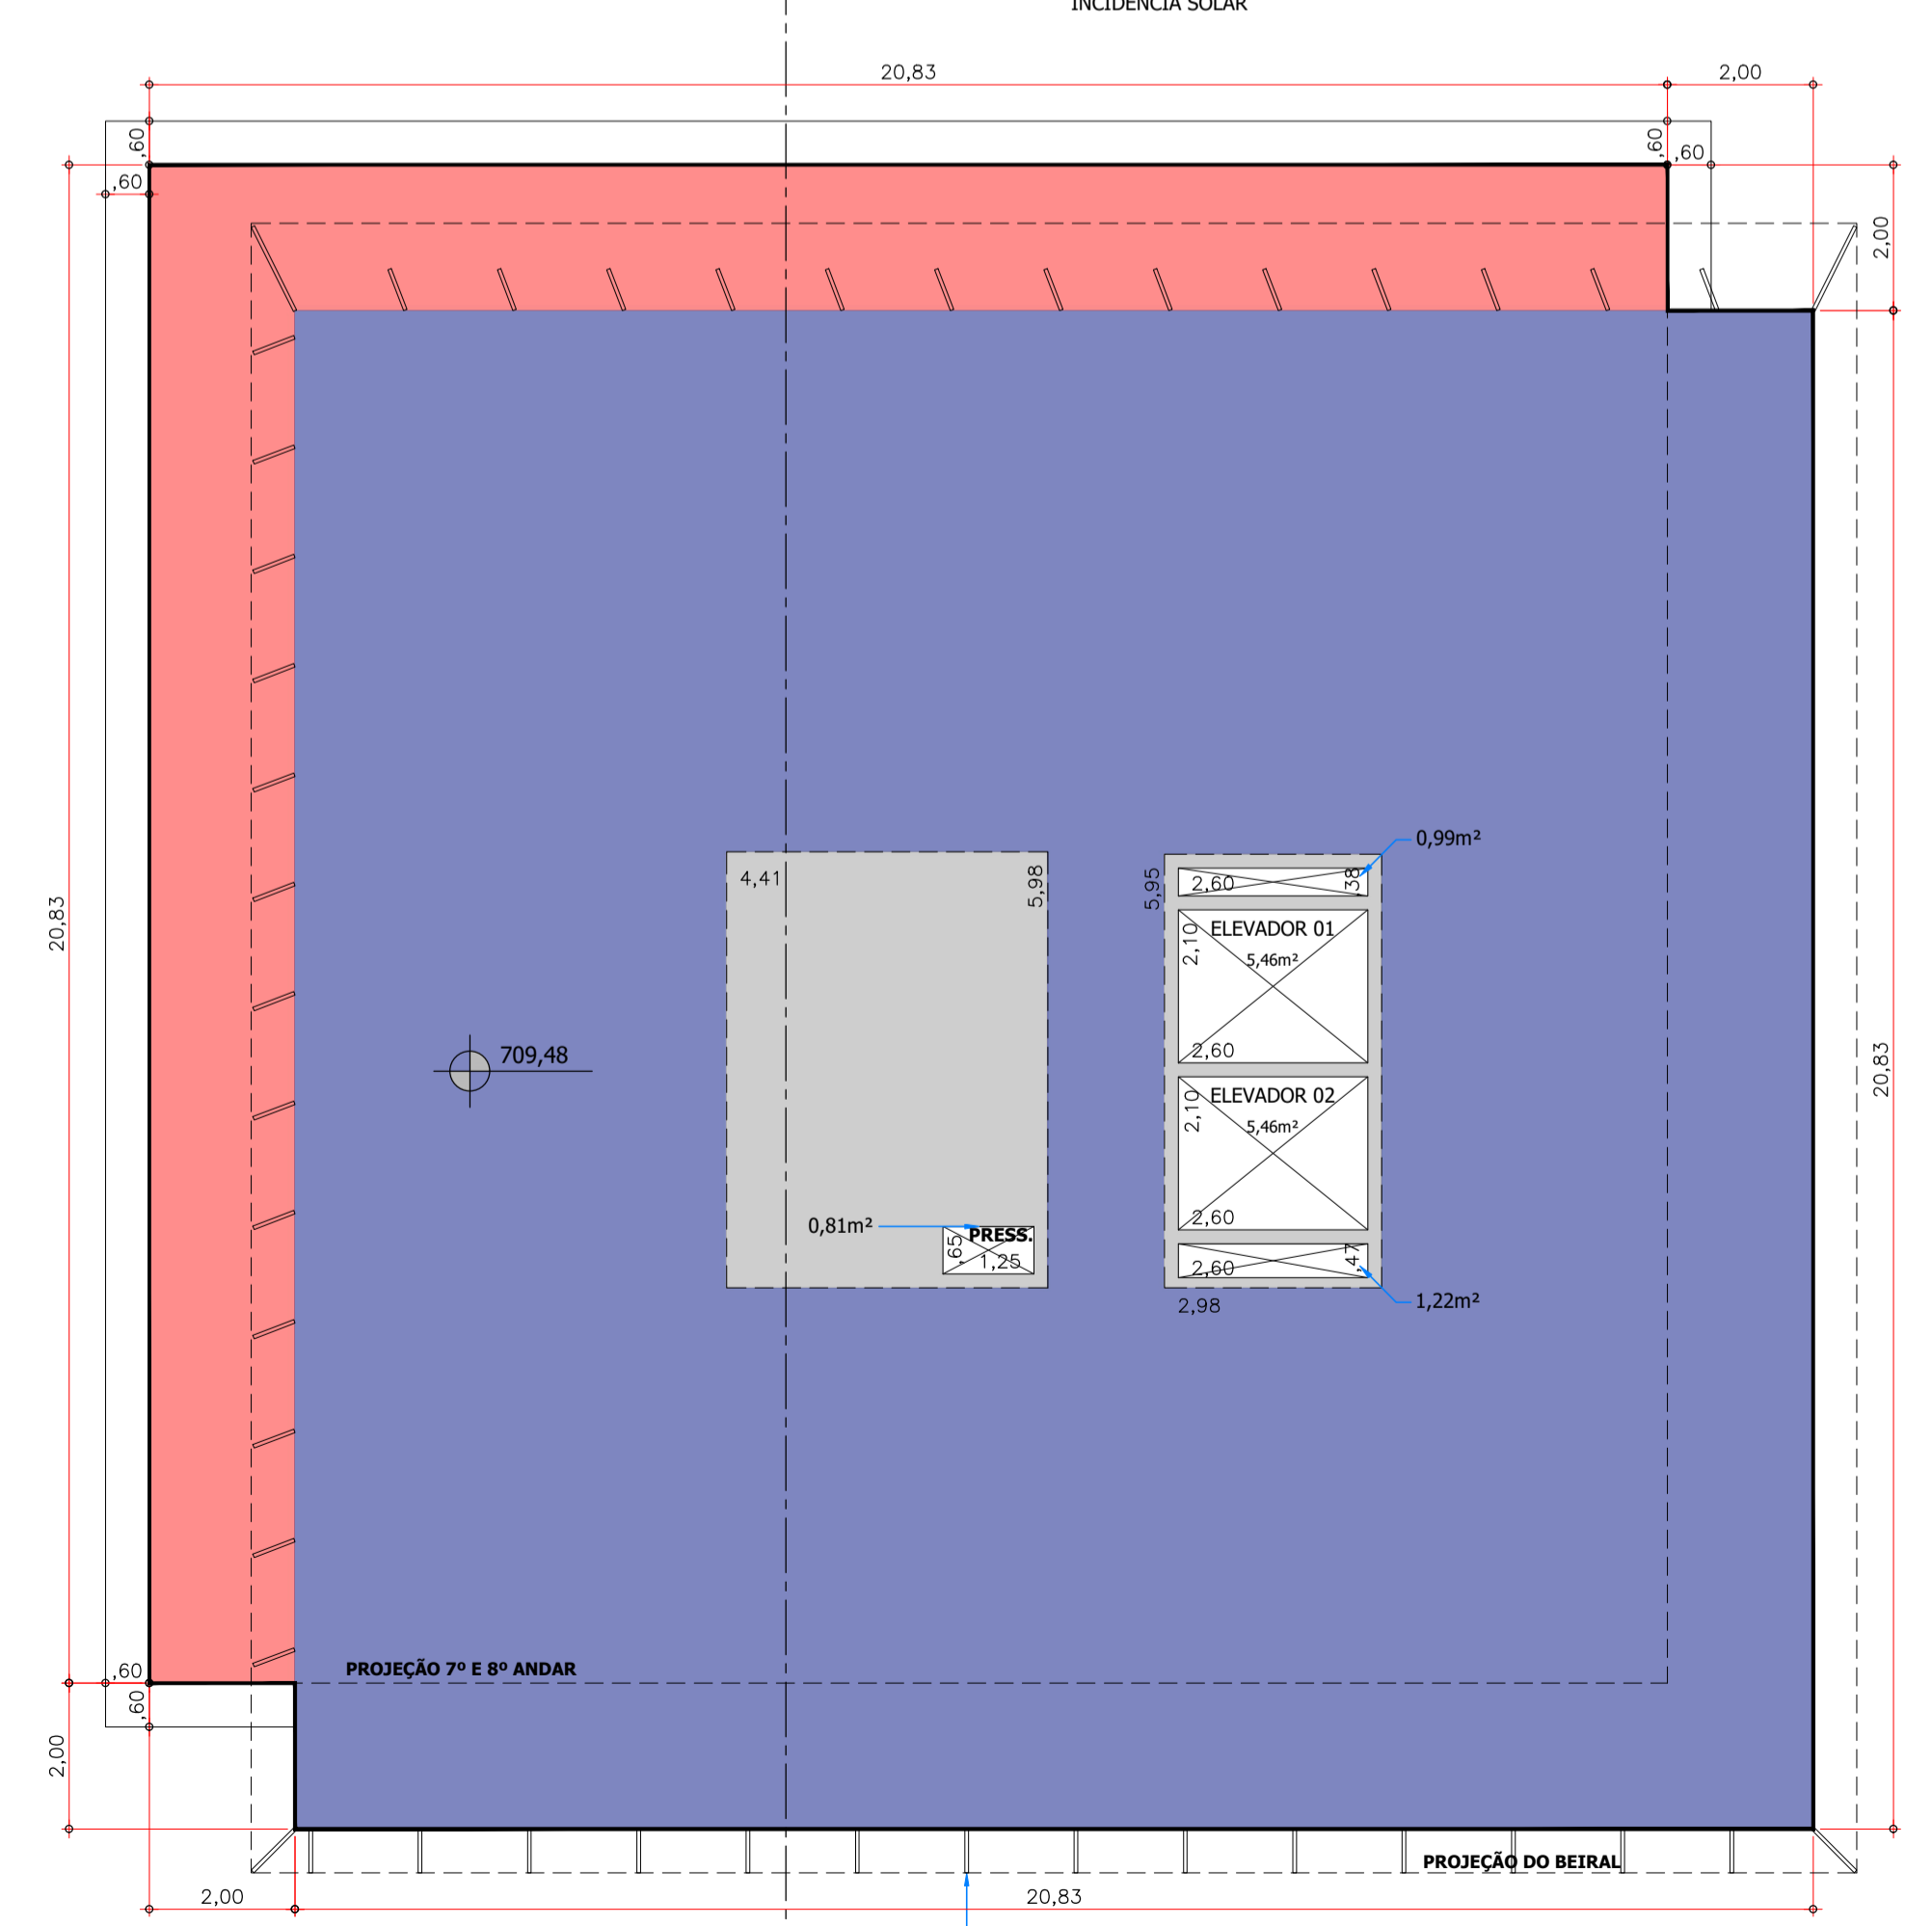 INCIDÊNCIA SOLAR
20,83
2,00
,60
,60
,60
,60
2,00
0,99m²
4,41
5,98
5,95
2,60
,38
ELEVADOR 01
2,10
5,46m²
20,83
2,60
709,48
20,83
ELEVADOR 02
2,10
5,46m²
2,60
0,81m²
PRESS.
,65
1,25
,47
2,60
2,98
1,22m²
PROJEÇÃO 7º E 8º ANDAR
,60
,60
2,00
PROJEÇÃO DO BEIRAL
2,00
20,83